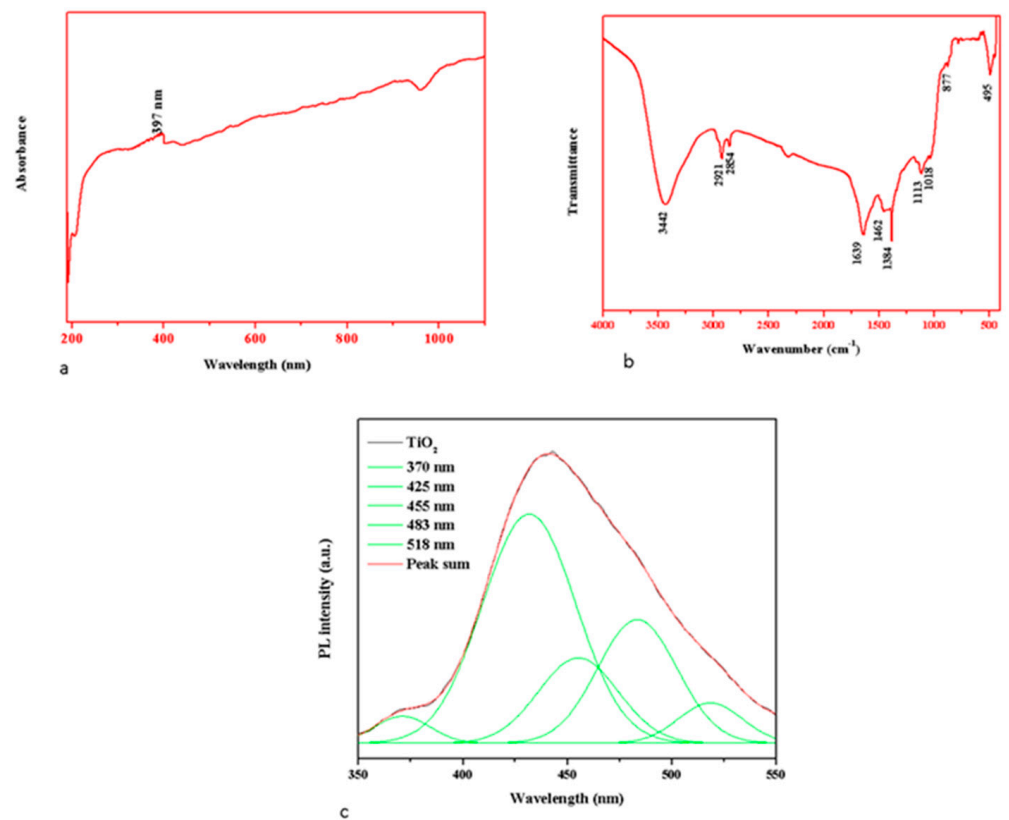 Absorbance
397 nm
200 400 600 800 1000
Wavelength (nm)
a
Transmittance
3442
2921
2854
1639
1462
1384
1113
1018
877
495
4000 3500 3000 2500 2000 1500 1000 500
Wavenumber (cm⁻¹)
b
PL intensity (a.u.)
TiO₂
370 nm
425 nm
455 nm
483 nm
518 nm
Peak sum
350 400 450 500 550
Wavelength (nm)
c